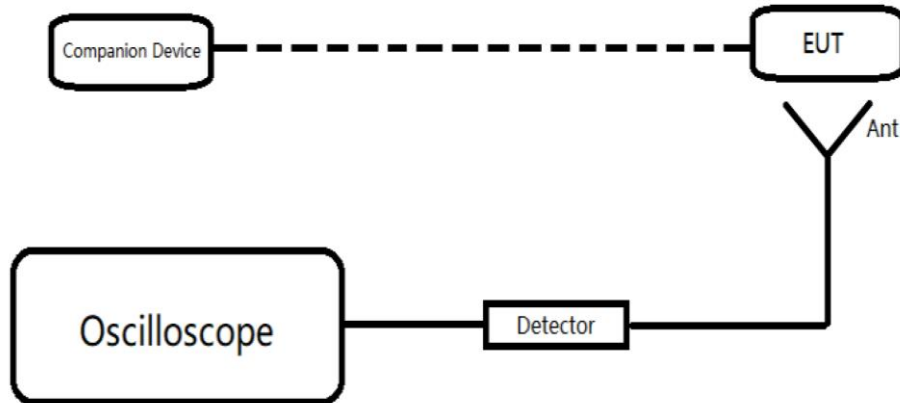 Companion Device
EUT
Ant
Oscilloscope
Detector